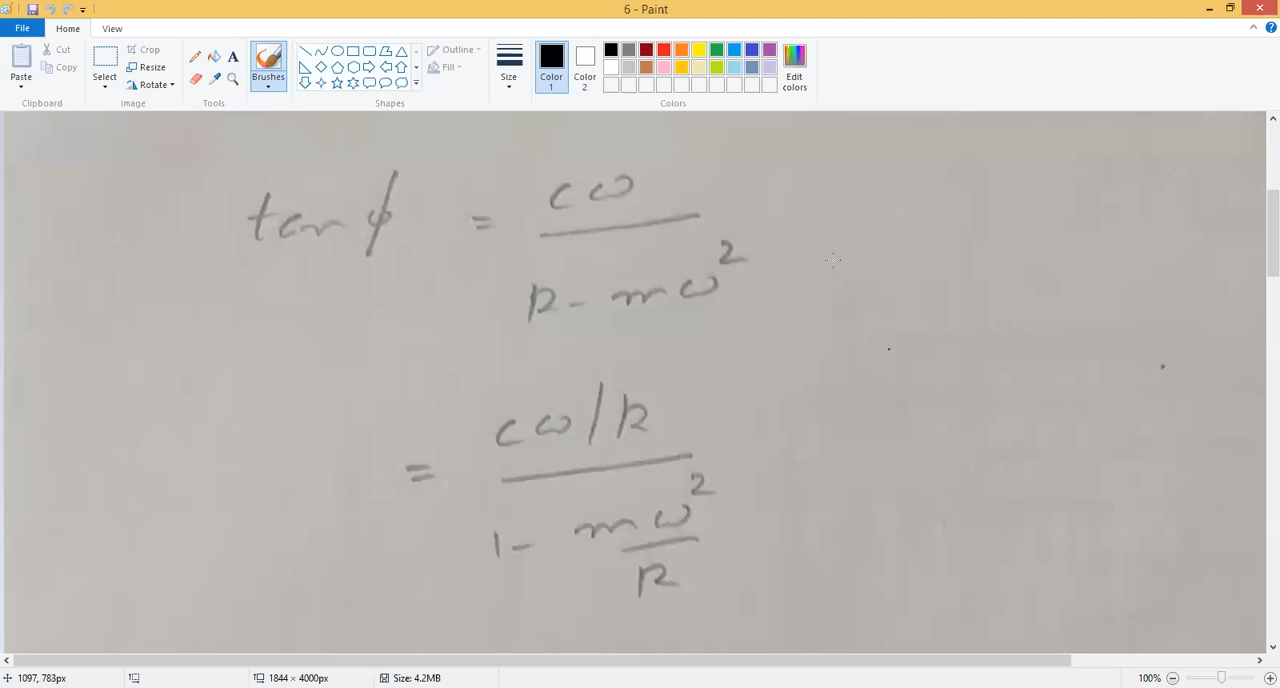 6 - Paint
File Home View
Paste Cut Copy Select Crop Resize Rotate Brushes Outline Fill Size Color 1 Color 2 Edit colors
Clipboard Image Tools Shapes Colors
tan ϕ = cω
k - mω²
= cω/k
1 - mω²
k
1097, 783px 1844 × 4000px Size: 4.2MB 100%